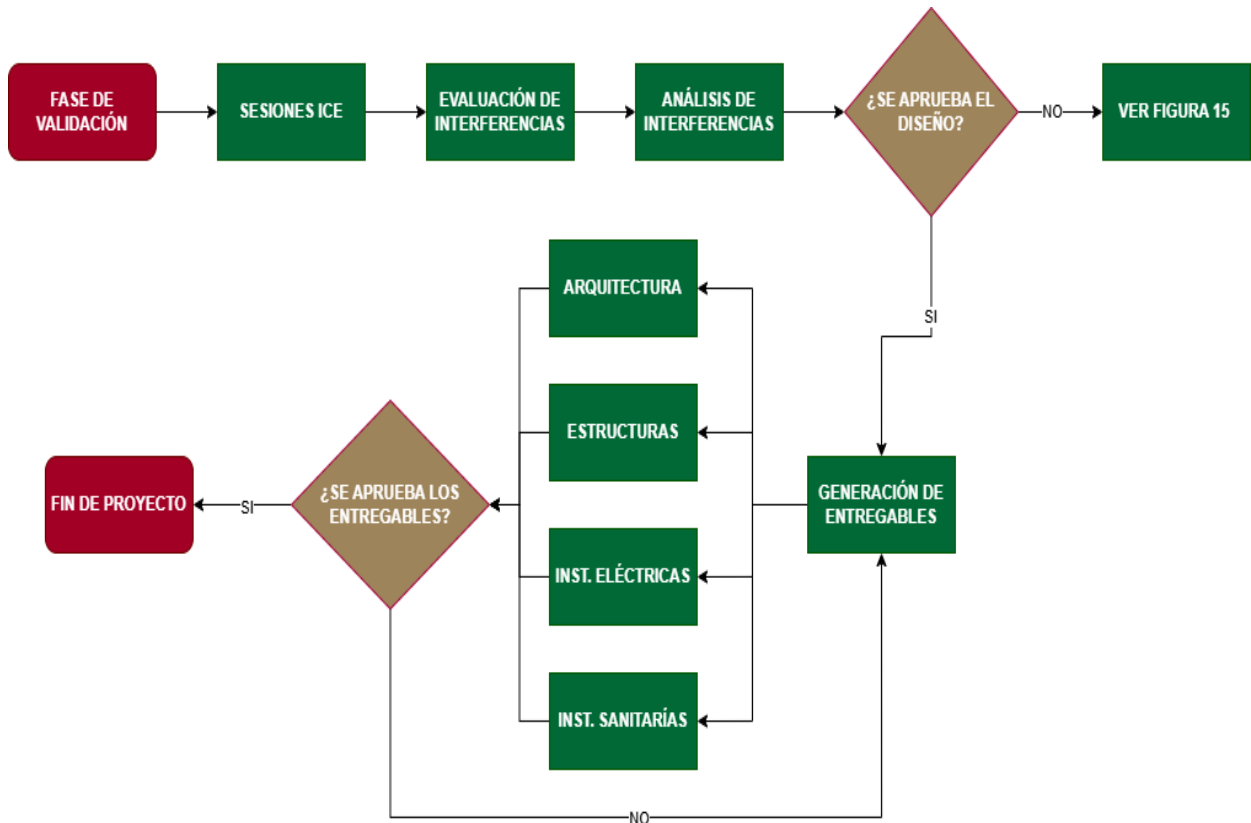 FASE DE
VALIDACIÓN
SESIONES ICE
EVALUACIÓN DE
INTERFERENCIAS
ANÁLISIS DE
INTERFERENCIAS
¿SE APRUEBA EL
DISEÑO?
NO
VER FIGURA 15
SI
ARQUITECTURA
ESTRUCTURAS
INST. ELÉCTRICAS
INST. SANITARÍAS
GENERACIÓN DE
ENTREGABLES
¿SE APRUEBA LOS
ENTREGABLES?
SI
FIN DE PROYECTO
NO